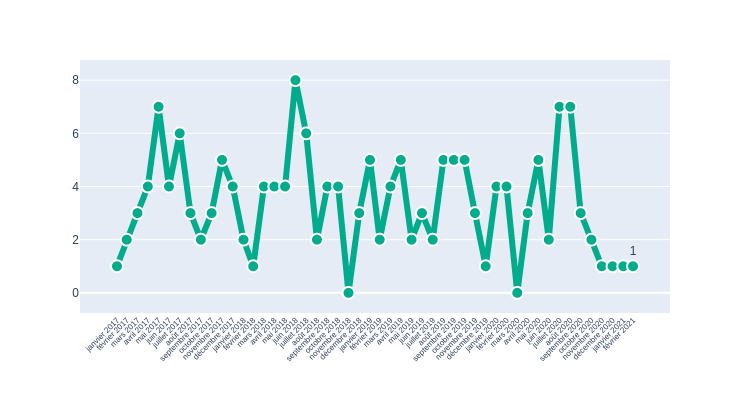 8
6
4
2
0
1
janvier 2017
février 2017
mars 2017
avril 2017
mai 2017
juin 2017
juillet 2017
août 2017
septembre 2017
octobre 2017
novembre 2017
décembre 2017
janvier 2018
février 2018
mars 2018
avril 2018
mai 2018
juin 2018
juillet 2018
août 2018
septembre 2018
octobre 2018
novembre 2018
décembre 2018
janvier 2019
février 2019
mars 2019
avril 2019
mai 2019
juin 2019
juillet 2019
août 2019
septembre 2019
octobre 2019
novembre 2019
décembre 2019
janvier 2020
février 2020
mars 2020
avril 2020
mai 2020
juin 2020
juillet 2020
août 2020
septembre 2020
octobre 2020
novembre 2020
décembre 2020
janvier 2021
février 2021